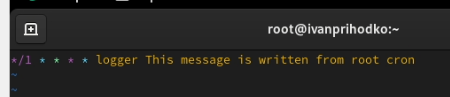 root@ivanprihodko:~
*/1 * * * * logger This message is written from root cron
~
~